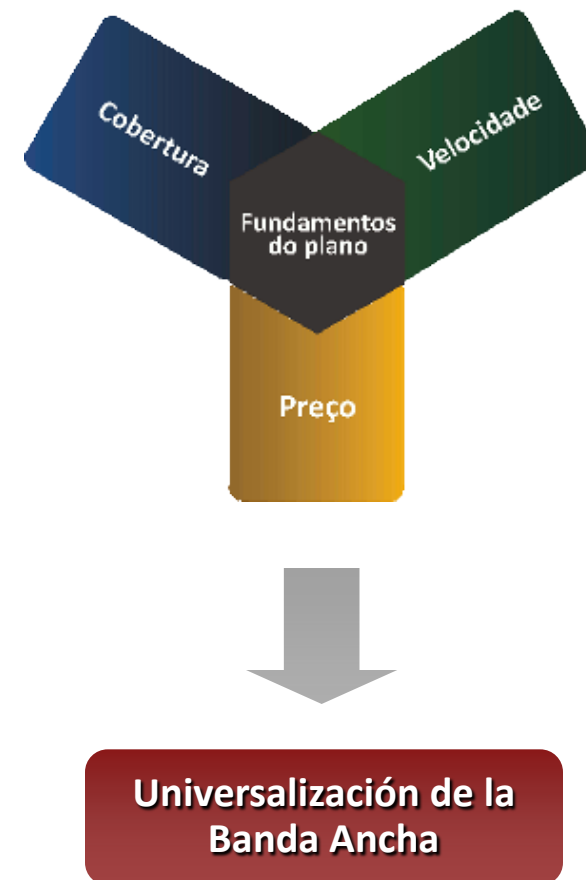 Cobertura
Velocidade
Fundamentos
do plano
Preço
Universalización de la
Banda Ancha